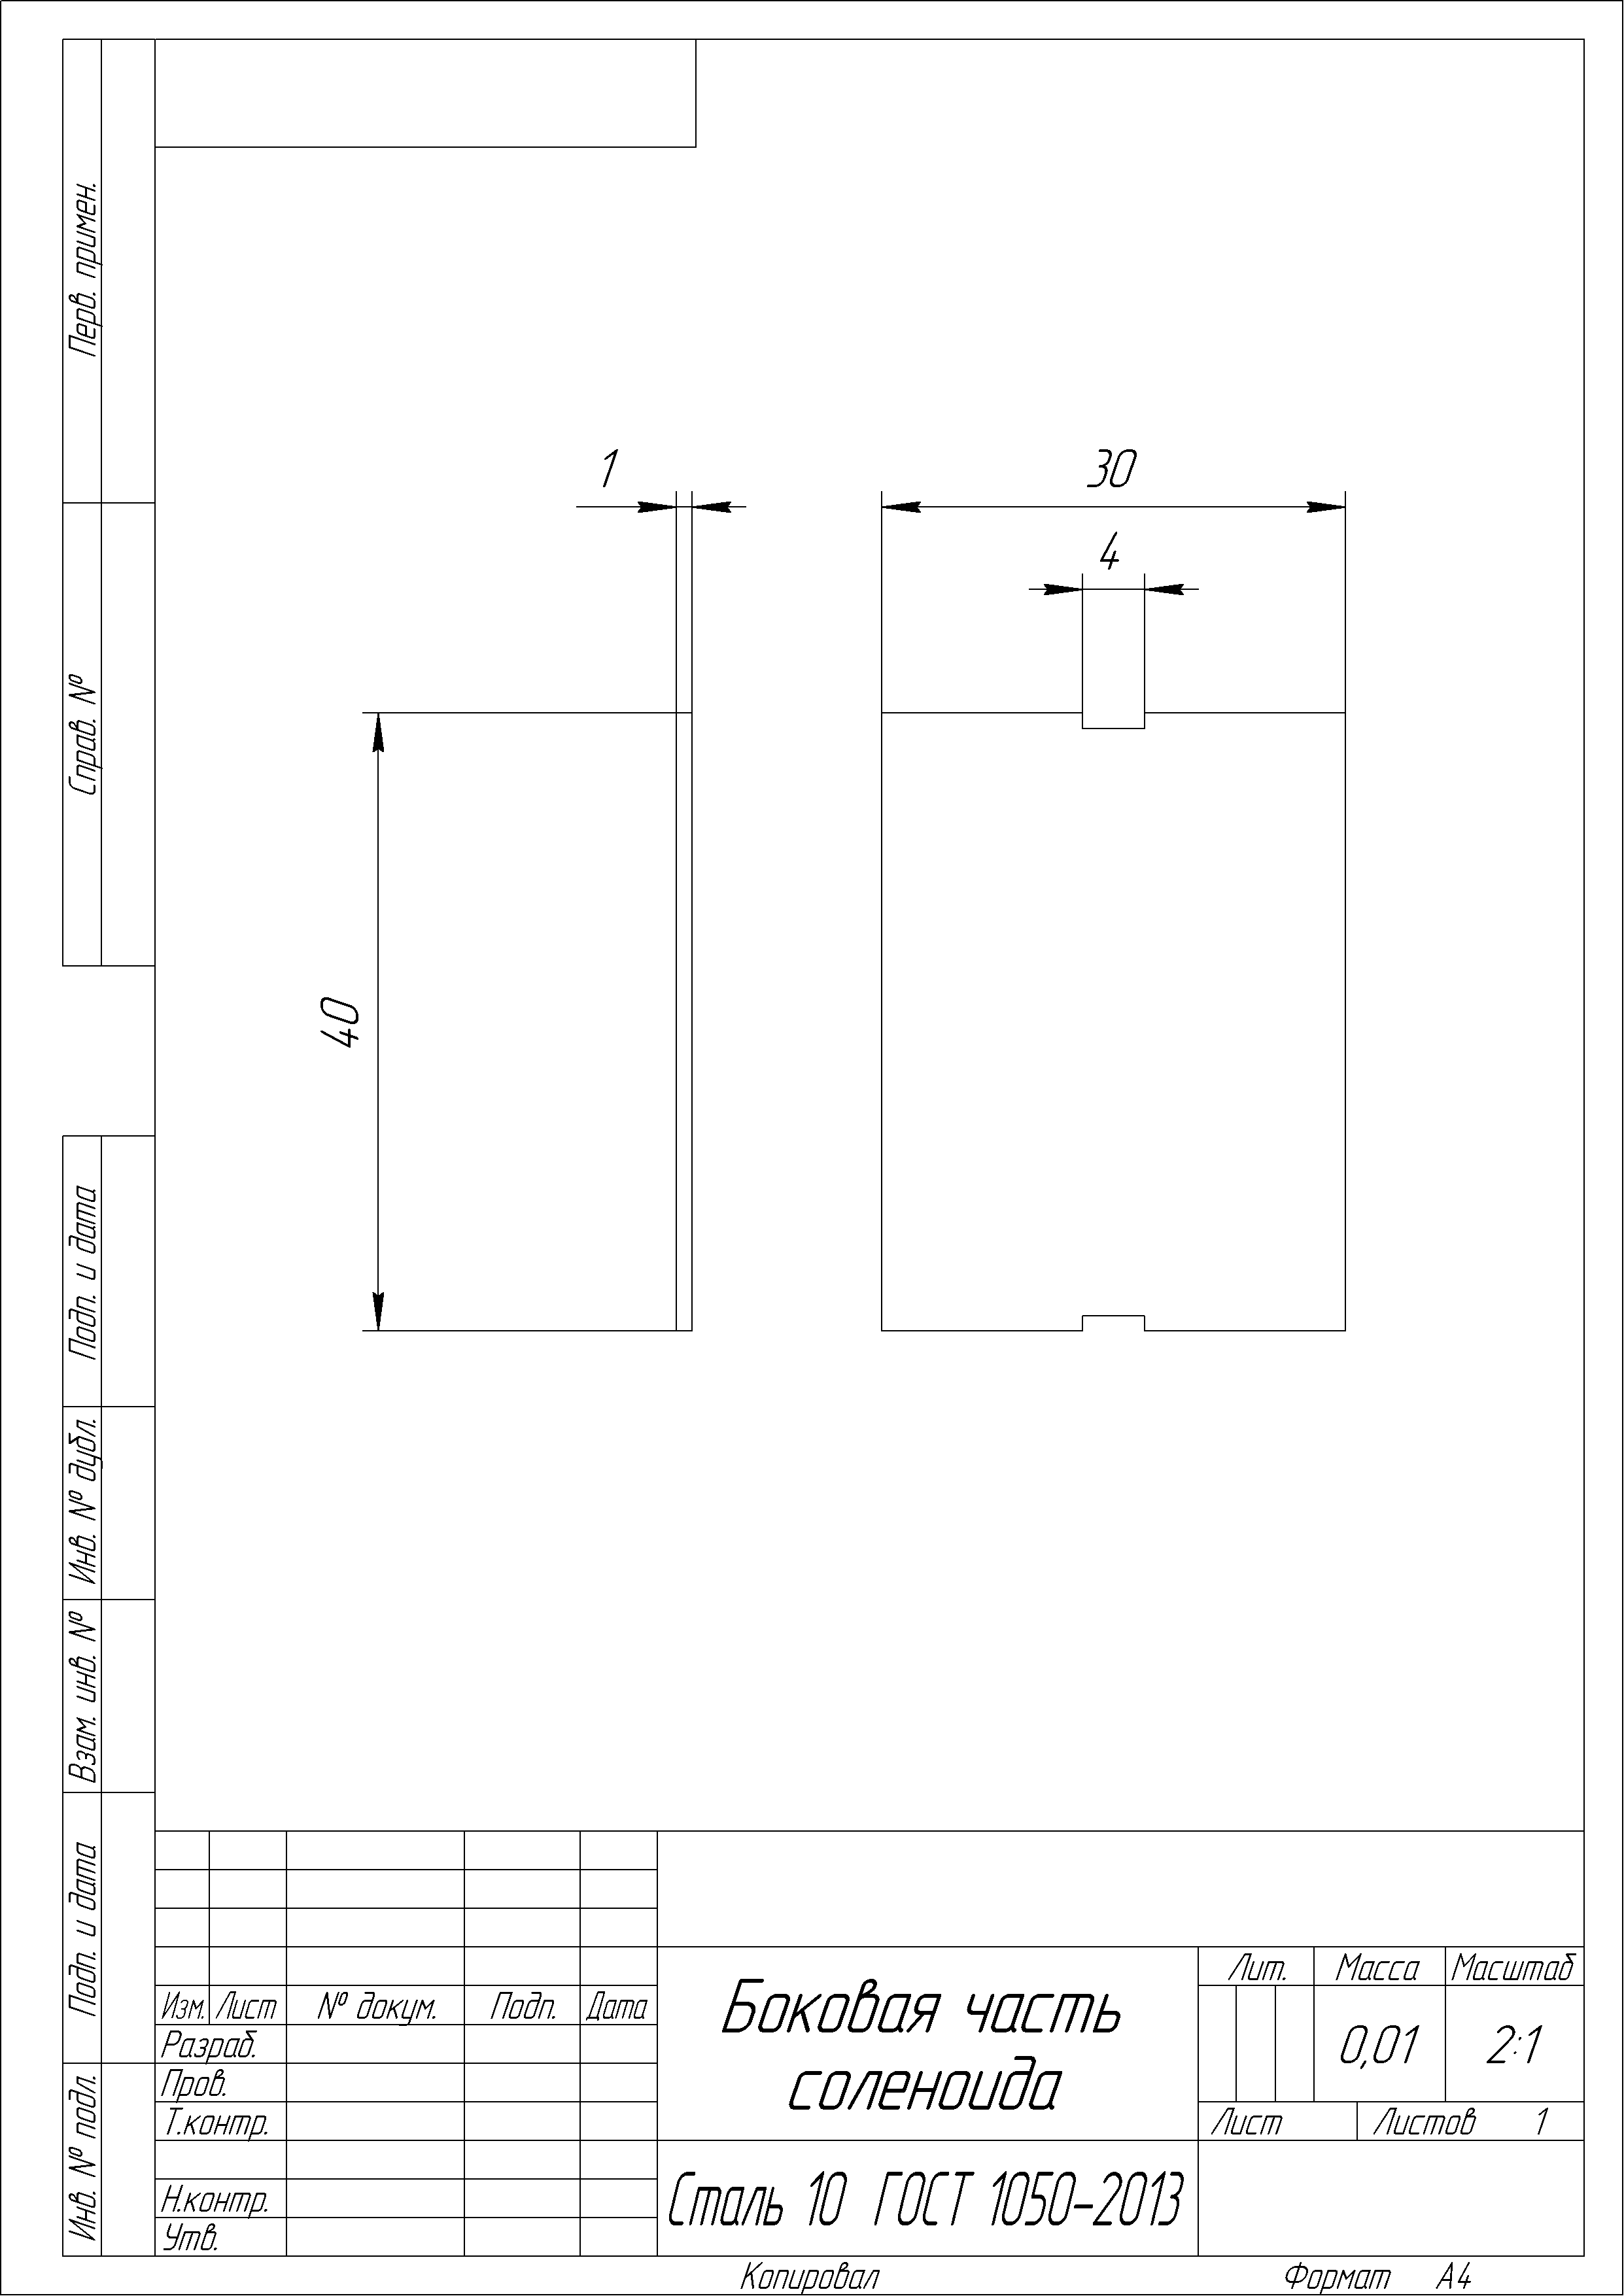 Перв. примен.
Справ. №
Подп. и дата
Инв. № дубл.
Взам. инв. №
Подп. и дата
Инв. № подл.
1
30
4
40
Изм. Лист № докум. Подп. Дата
Разраб.
Пров.
Т.контр.
Н.контр.
Утв.
Боковая часть
соленоида
Сталь 10 ГОСТ 1050-2013
Лит. Масса Масштаб
0,01 2:1
Лист Листов 1
Копировал Формат А4